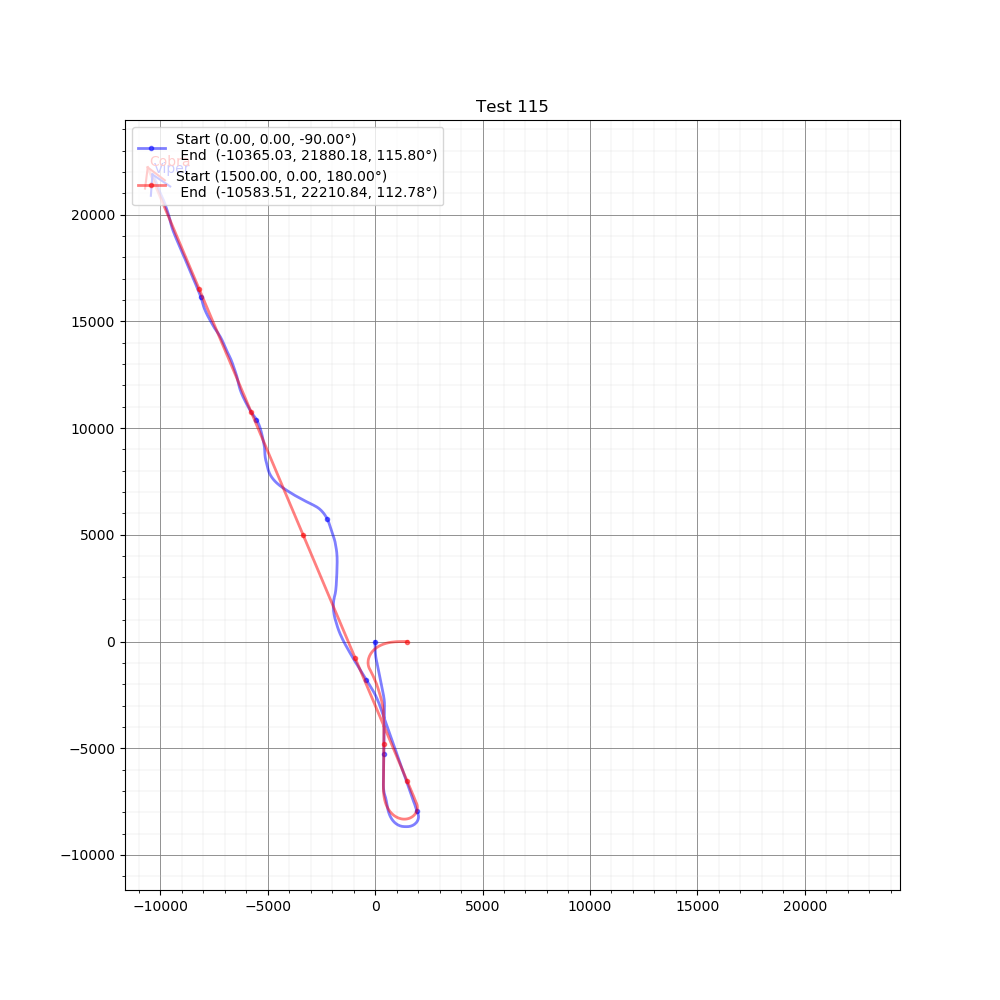 Test 115
Start (0.00, 0.00, -90.00°)
End  (-10365.03, 21880.18, 115.80°)
Start (1500.00, 0.00, 180.00°)
End  (-10583.51, 22210.84, 112.78°)
Cobra
Viper
20000
15000
10000
5000
0
−5000
−10000
−10000 −5000 0 5000 10000 15000 20000